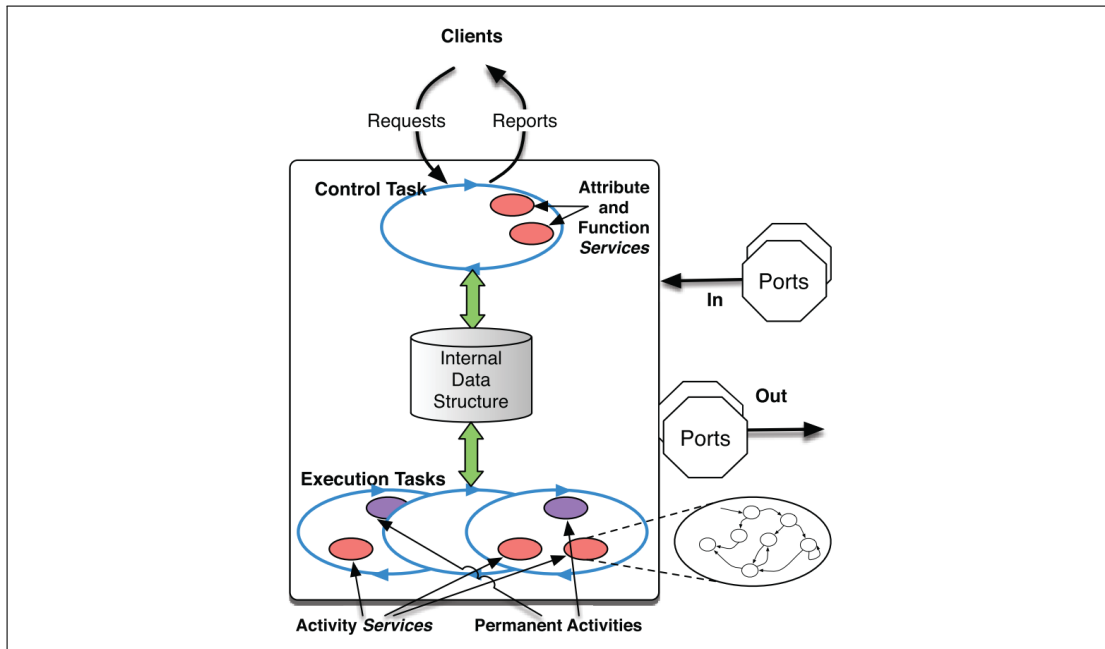 Clients
Requests
Reports
Control Task
Attribute
and
Function
Services
Ports
In
Internal
Data
Structure
Out
Ports
Execution Tasks
Activity Services
Permanent Activities